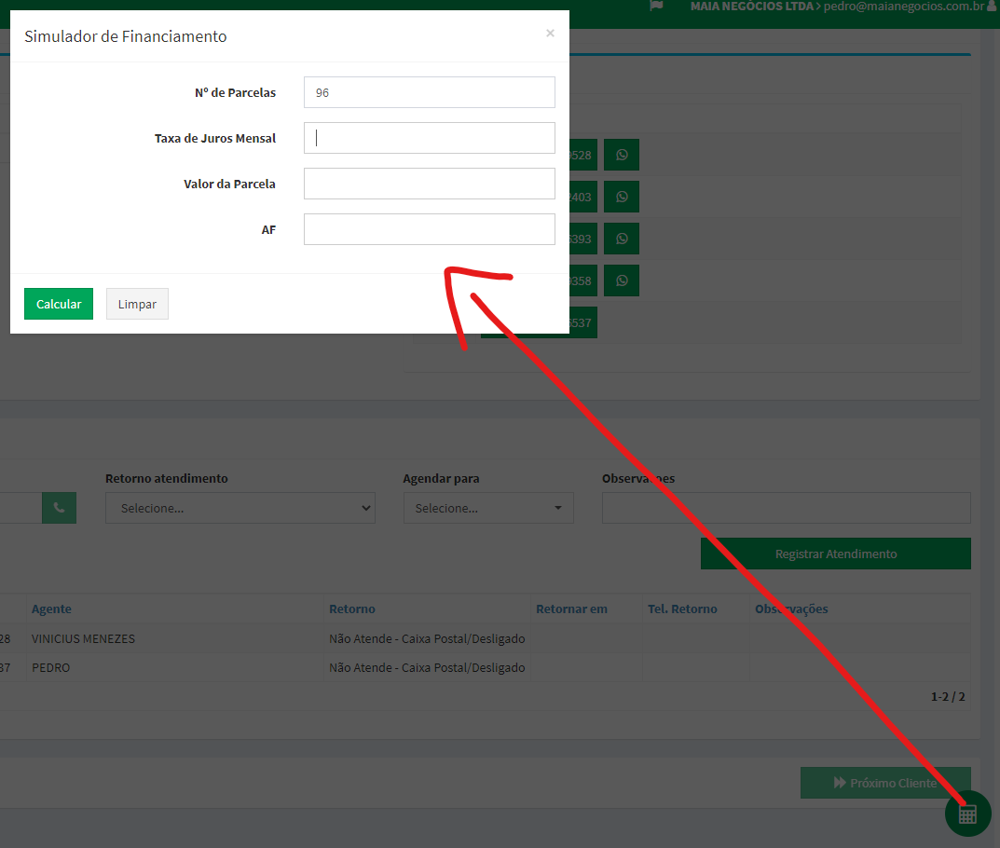 MAIA NEGÓCIOS LTDA > pedro@maianegocios.com.br
Simulador de Financiamento ×
Nº de Parcelas 96
Taxa de Juros Mensal
Valor da Parcela
AF
Calcular Limpar
528
2403
393
9358
5537
Retorno atendimento Agendar para Observações
Selecione... Selecione...
Registrar Atendimento
Agente Retorno Retornar em Tel. Retorno Observações
28 VINICIUS MENEZES Não Atende - Caixa Postal/Desligado
37 PEDRO Não Atende - Caixa Postal/Desligado
1-2 / 2
Próximo Cliente